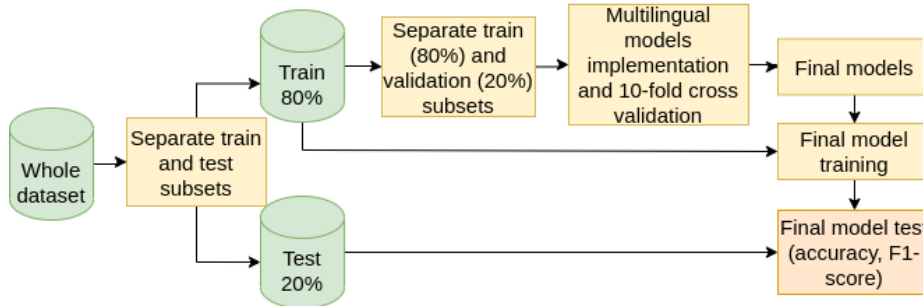 Whole
dataset
Separate train
and test
subsets
Train
80%
Separate train
(80%) and
validation (20%)
subsets
Multilingual
models
implementation
and 10-fold cross
validation
Final models
Final model
training
Test
20%
Final model test
(accuracy, F1-
score)